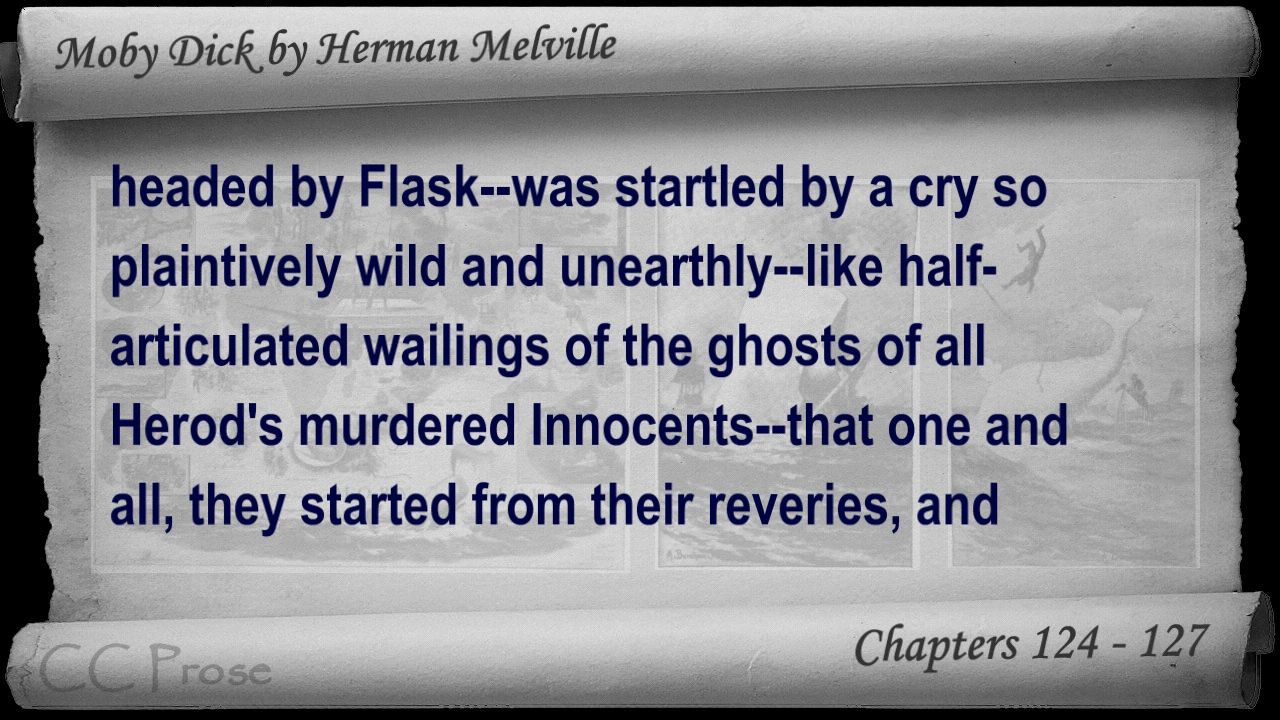 Moby Dick by Herman Melville
headed by Flask--was startled by a cry so
plaintively wild and unearthly--like half-
articulated wailings of the ghosts of all
Herod's murdered Innocents--that one and
all, they started from their reveries, and
Chapters 124 - 127
CC Prose